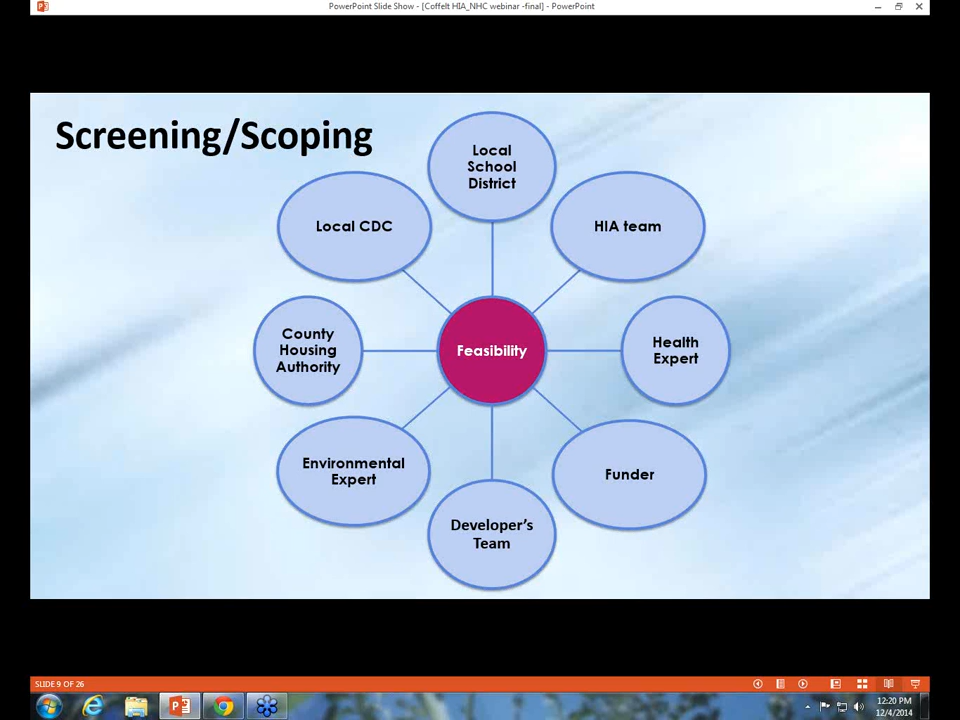 PowerPoint Slide Show - [Coffelt HIA_NHC webinar -final] - PowerPoint
Screening/Scoping
Local
School
District
Local CDC
HIA team
County
Housing
Authority
Feasibility
Health
Expert
Environmental
Expert
Funder
Developer’s
Team
SLIDE 9 OF 26
12:20 PM
12/4/2014